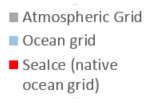 Atmospheric Grid
Ocean grid
SeaIce (native
ocean grid)